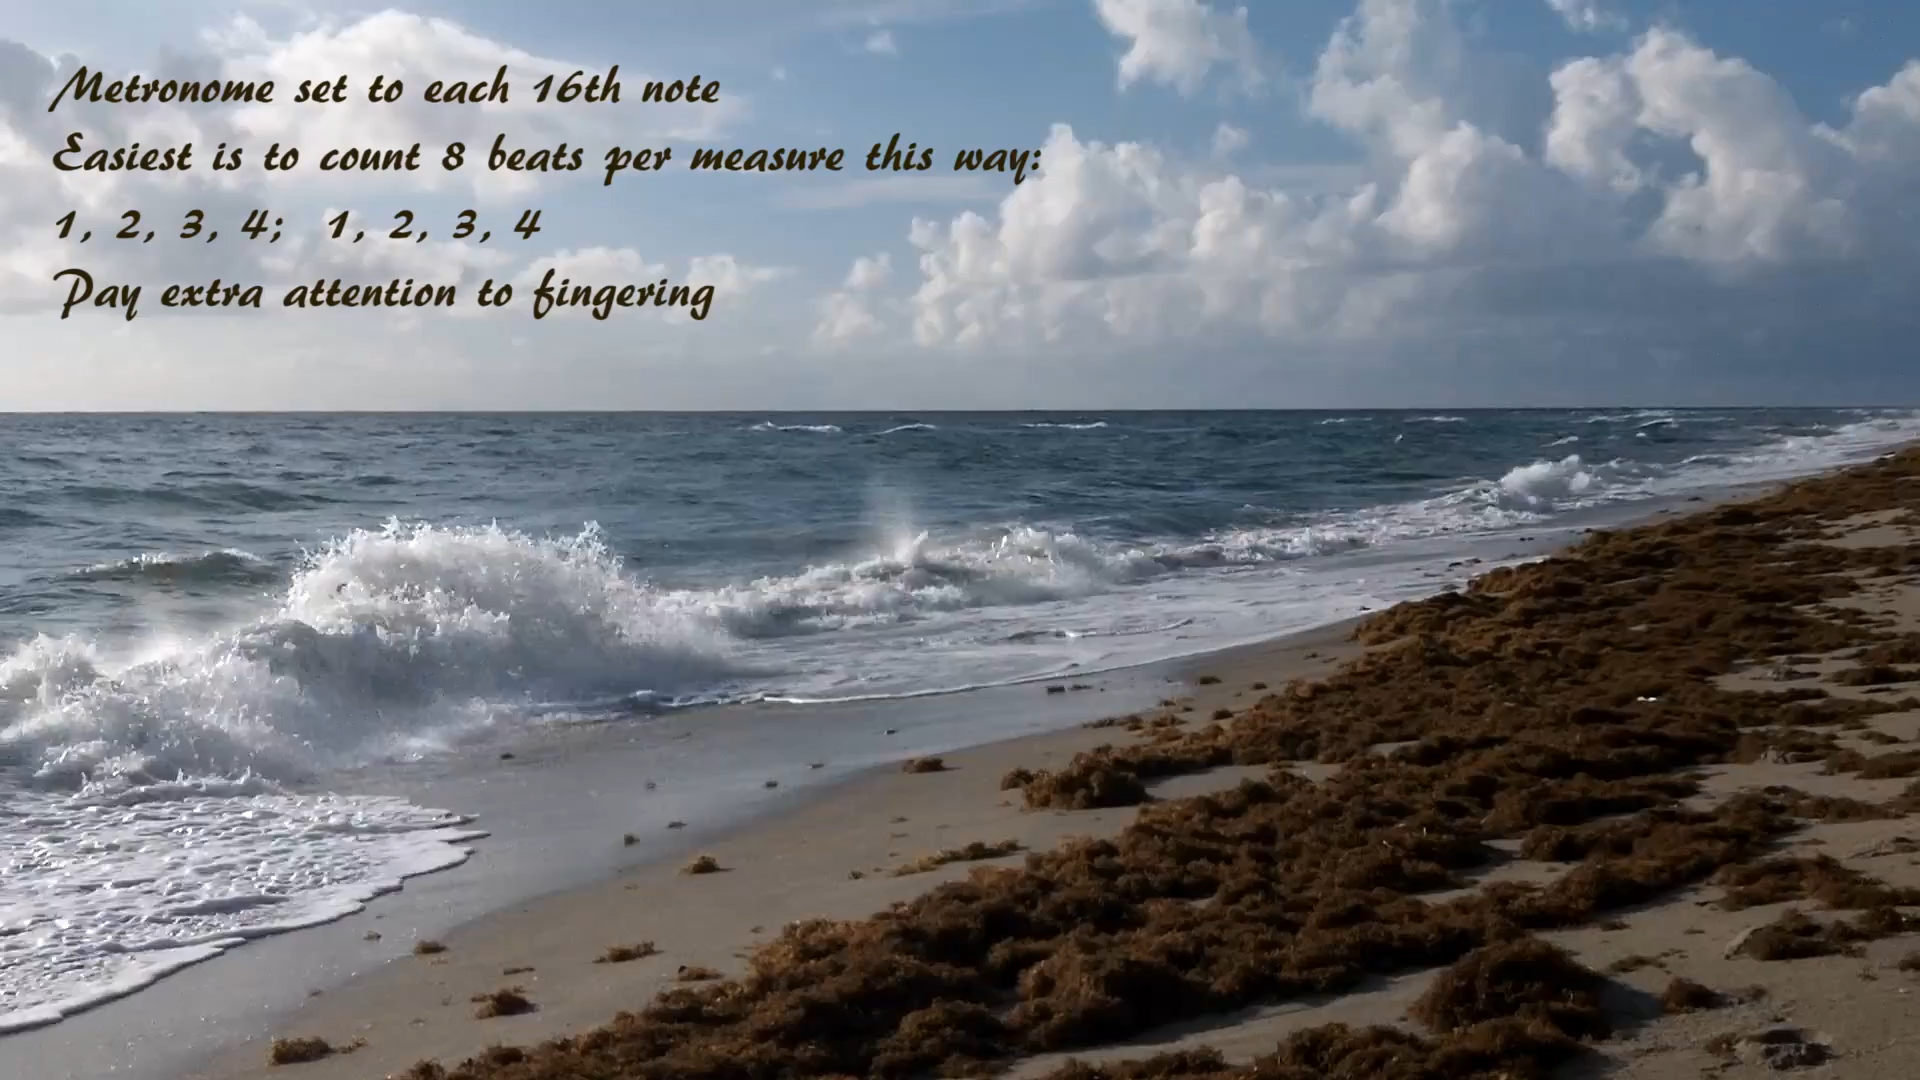 Metronome set to each 16th note
Easiest is to count 8 beats per measure this way:
1, 2, 3, 4;  1, 2, 3, 4
Pay extra attention to fingering